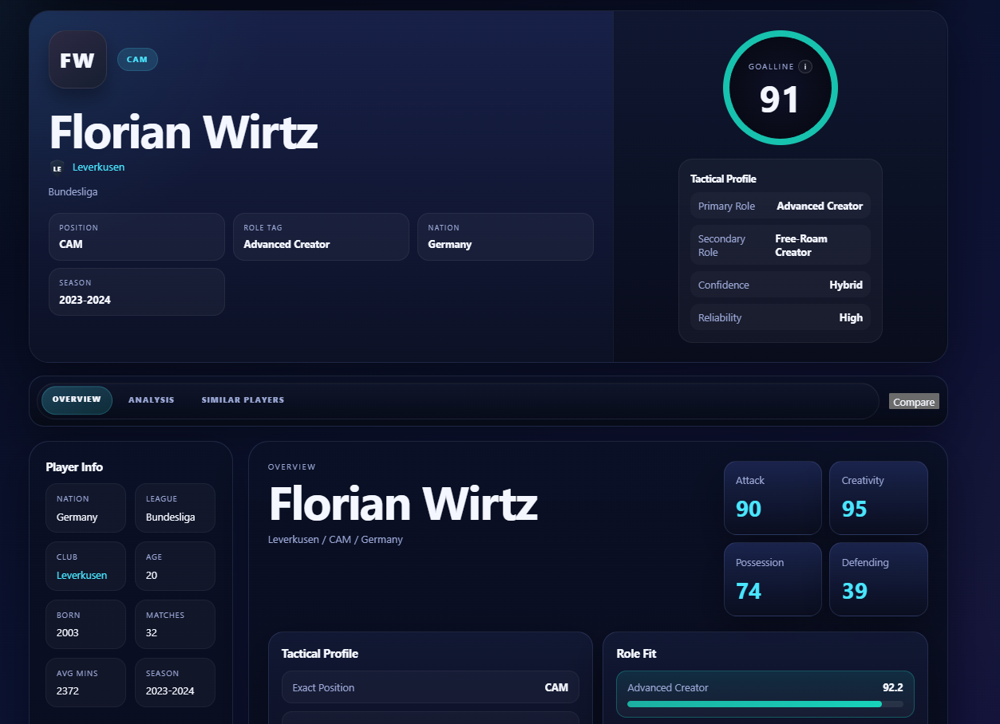 FW
CAM
Florian Wirtz
LE Leverkusen
Bundesliga
POSITION
CAM
ROLE TAG
Advanced Creator
NATION
Germany
SEASON
2023-2024
GOALLINE i
91
Tactical Profile
Primary Role Advanced Creator
Secondary Role Free-Roam Creator
Confidence Hybrid
Reliability High
OVERVIEW ANALYSIS SIMILAR PLAYERS Compare
Player Info
NATION
Germany
LEAGUE
Bundesliga
CLUB
Leverkusen
AGE
20
BORN
2003
MATCHES
32
AVG MINS
2372
SEASON
2023-2024
OVERVIEW
Florian Wirtz
Leverkusen / CAM / Germany
Attack
90
Creativity
95
Possession
74
Defending
39
Tactical Profile
Exact Position CAM
Role Fit
Advanced Creator 92.2